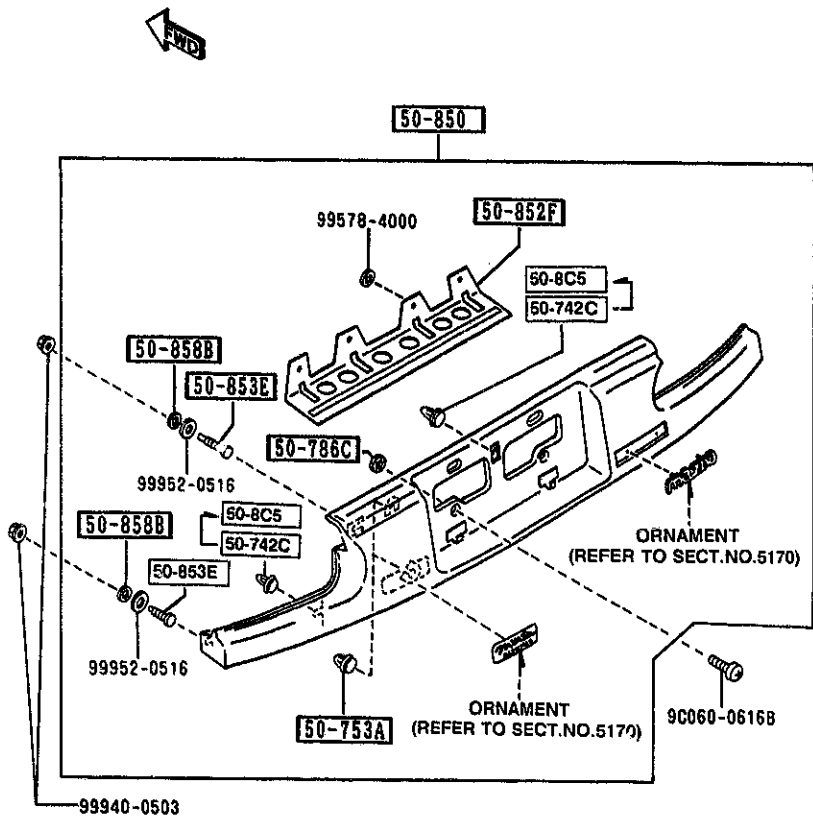 FWD
50-850
50-852F
99578-4000
50-8C5
50-742C
50-858B
50-853E
50-786C
99952-0516
mazda
50-8C5
50-858B
50-742C
ORNAMENT
(REFER TO SECT.NO.5170)
50-853E
99952-0516
ORNAMENT
(REFER TO SECT.NO.5170)
9C060-0616B
50-753A
99940-0503